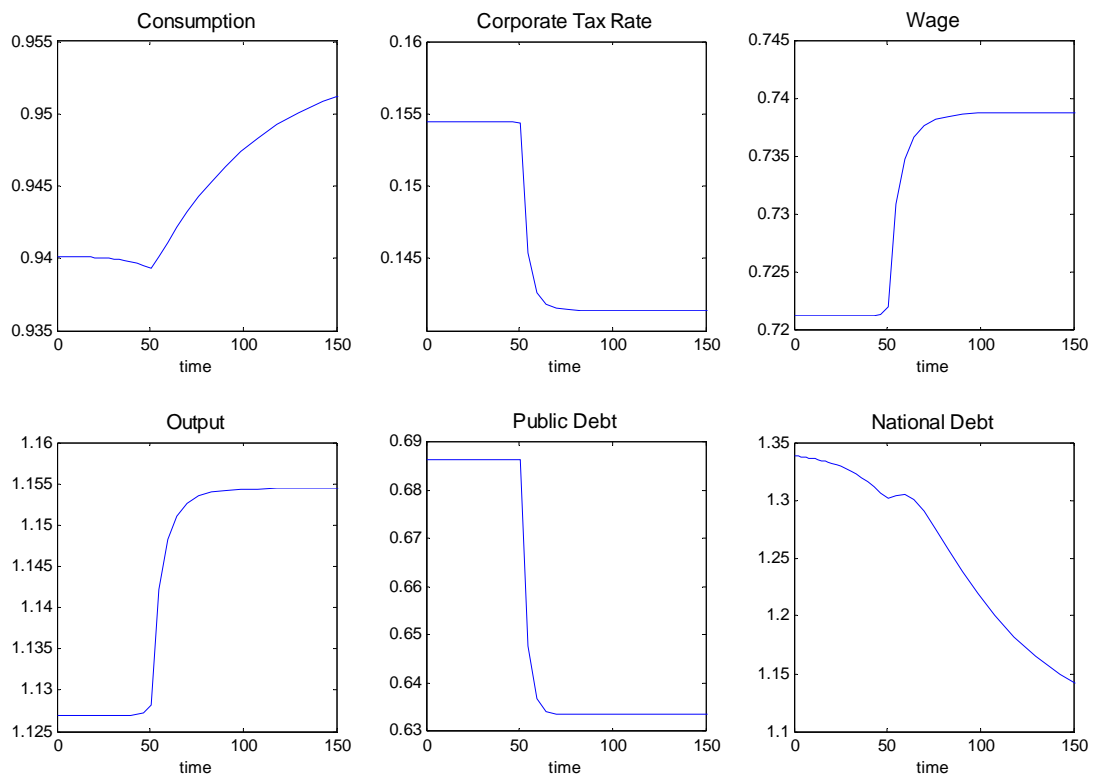 Consumption
0.955
0.95
0.945
0.94
0.935
0 50 100 150
time
Corporate Tax Rate
0.16
0.155
0.15
0.145
0 50 100 150
time
Wage
0.745
0.74
0.735
0.73
0.725
0.72
0 50 100 150
time
Output
1.16
1.155
1.15
1.145
1.14
1.135
1.13
1.125
0 50 100 150
time
Public Debt
0.69
0.68
0.67
0.66
0.65
0.64
0.63
0 50 100 150
time
National Debt
1.35
1.3
1.25
1.2
1.15
1.1
0 50 100 150
time